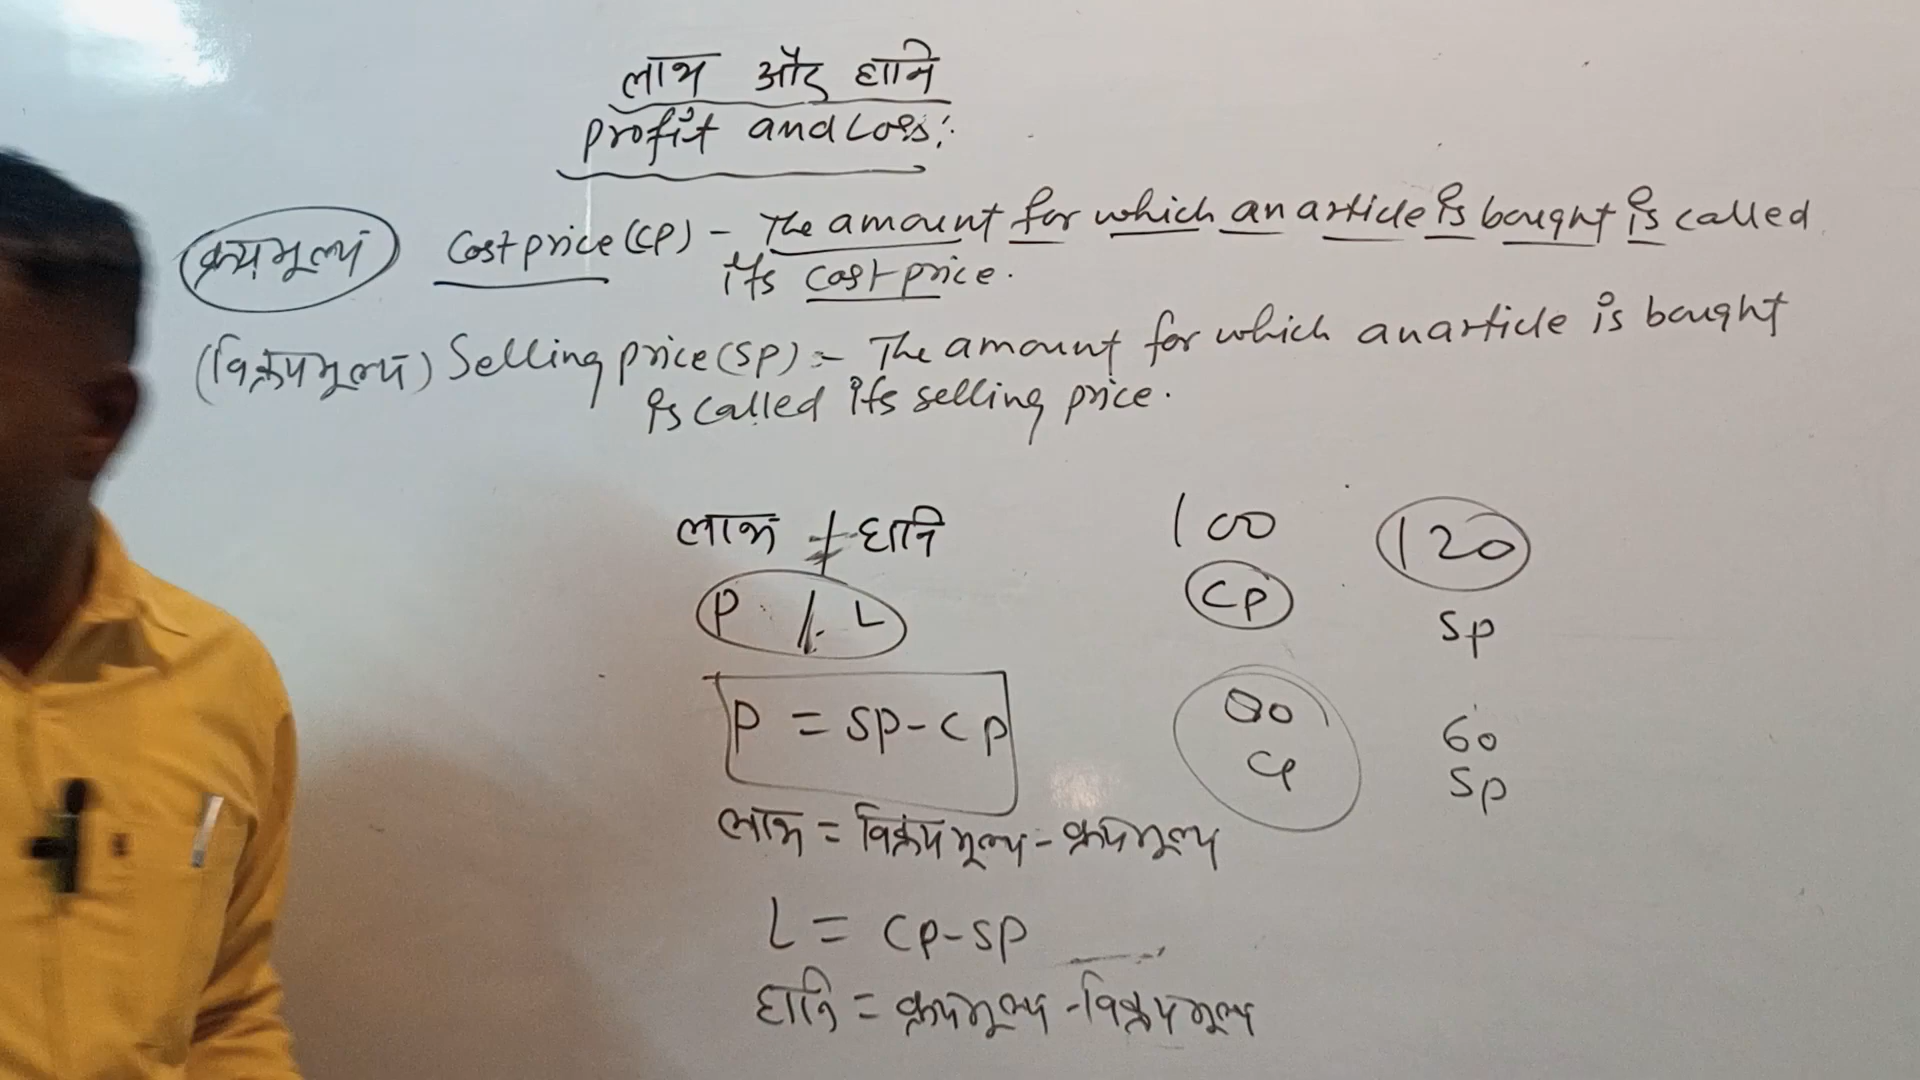 लाभ और हानि
profit and Loss:
क्रयमूल्य Cost price (CP) - The amount for which an article is bought is called
its cost price.
(विक्रयमूल्य) Selling price (SP) :- The amount for which an article is bought
is called its selling price.
लाभ / हानि
P / L
100 120
CP SP
P = SP - CP
60
CP SP
लाभ = विक्रयमूल्य - क्रयमूल्य
L = CP - SP
हानि = क्रयमूल्य - विक्रयमूल्य